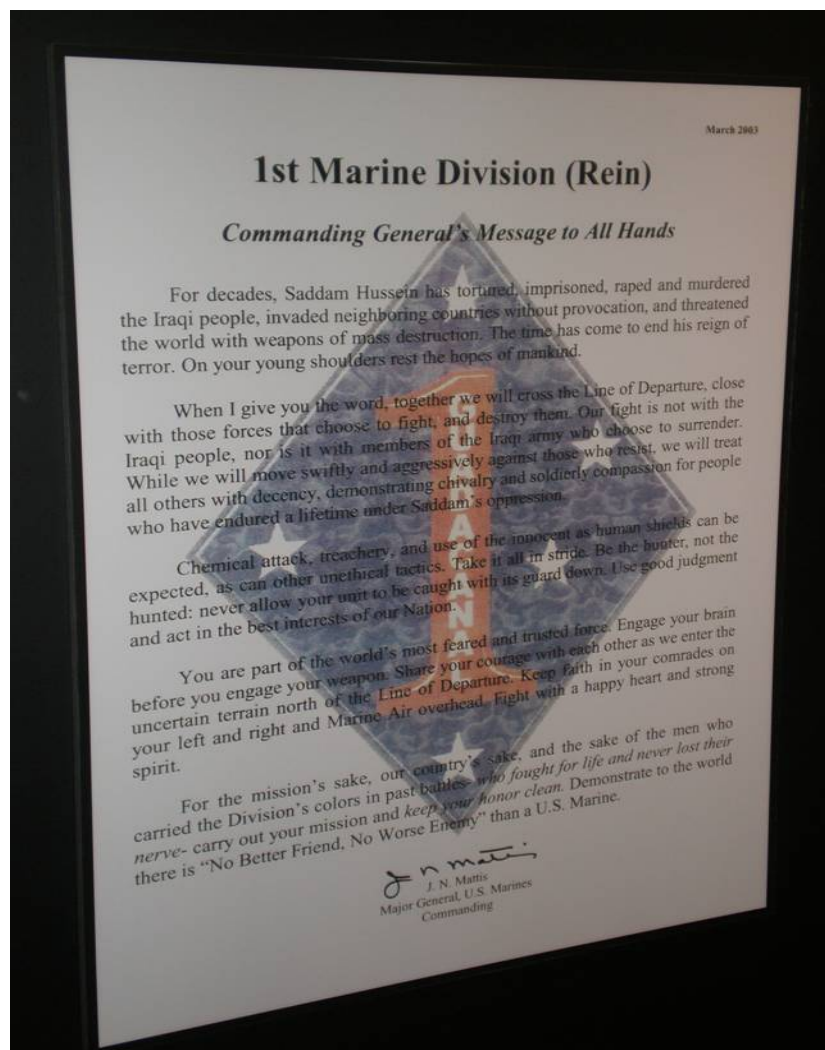 March 2003
1st Marine Division (Rein)
Commanding General's Message to All Hands
For decades, Saddam Hussein has tortured, imprisoned, raped and murdered
the Iraqi people, invaded neighboring countries without provocation, and threatened
the world with weapons of mass destruction. The time has come to end his reign of
terror. On your young shoulders rest the hopes of mankind.
When I give you the word, together we will cross the Line of Departure, close
with those forces that choose to fight, and destroy them. Our fight is not with the
Iraqi people, nor is it with members of the Iraqi army who choose to surrender.
While we will move swiftly and aggressively against those who resist, we will treat
all others with decency, demonstrating chivalry and soldierly compassion for people
who have endured a lifetime under Saddam's oppression.
Chemical attack, treachery, and use of the innocent as human shields can be
expected, as can other unethical tactics. Take it all in stride. Be the hunter, not the
hunted: never allow your unit to be caught with its guard down. Use good judgment
and act in the best interests of our Nation.
You are part of the world's most feared and trusted force. Engage your brain
before you engage your weapon. Share your courage with each other as we enter the
uncertain terrain north of the Line of Departure. Keep faith in your comrades on
your left and right and Marine Air overhead. Fight with a happy heart and strong
spirit.
For the mission's sake, our country's sake, and the sake of the men who
carried the Division's colors in past battles- who fought for life and never lost their
nerve- carry out your mission and keep your honor clean. Demonstrate to the world
there is "No Better Friend, No Worse Enemy" than a U.S. Marine.
J N Mattis
J. N. Mattis
Major General, U.S. Marines
Commanding
1
GUADALCANAL